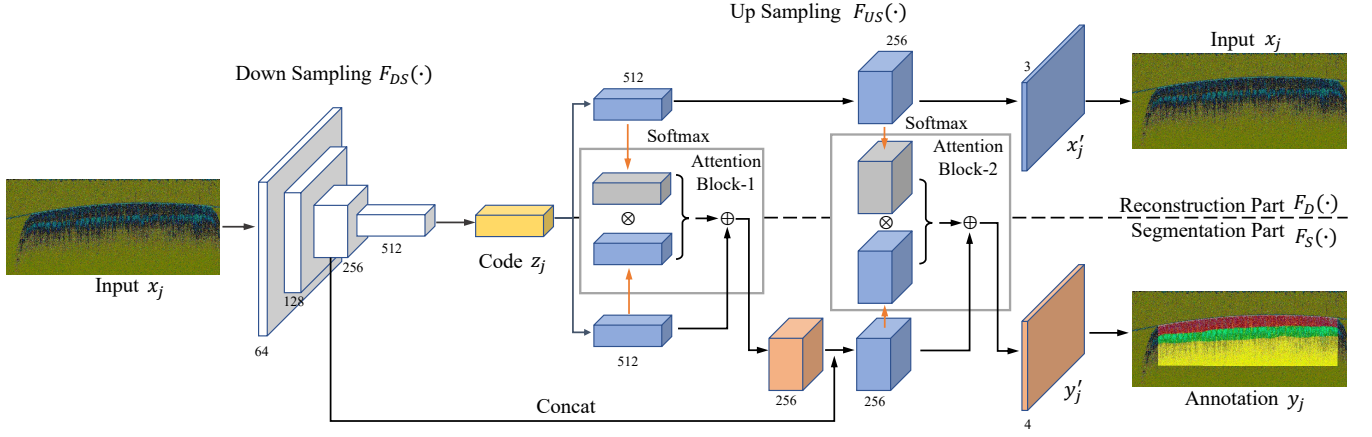 Up Sampling F_US(·)
Down Sampling F_DS(·)
Input x_j
256
3
512
Softmax
Softmax
Attention
Block-1
Attention
Block-2
x′_j
Reconstruction Part F_D(·)
Segmentation Part F_S(·)
512
256
128
64
Input x_j
Code z_j
512
256
256
Concat
y′_j
4
Annotation y_j